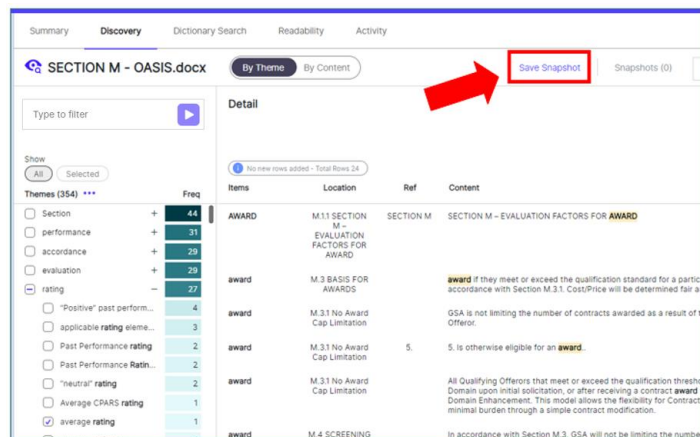 Summary Discovery Dictionary Search Readability Activity
SECTION M - OASIS.docx By Theme By Content Save Snapshot Snapshots (0)
Type to filter
Detail
Show
All Selected
No new rows added - Total Rows 24
Themes (354) ••• Freq
Items Location Ref Content
Section + 44
performance + 31
accordance + 29
evaluation + 29
rating − 27
"Positive" past perform... 4
applicable rating eleme... 3
Past Performance rating 2
Past Performance Ratin... 2
"neutral" rating 2
Average CPARS rating 1
average rating 1
AWARD M.1.1 SECTION SECTION M SECTION M – EVALUATION FACTORS FOR AWARD
M –
EVALUATION
FACTORS FOR
AWARD
award M.3 BASIS FOR award if they meet or exceed the qualification standard for a partic
AWARDS accordance with Section M.3.1. Cost/Price will be determined fair a
award M.3.1 No Award GSA is not limiting the number of contracts awarded as a result of
Cap Limitation Offeror.
award M.3.1 No Award 5. 5. Is otherwise eligible for an award..
Cap Limitation
award M.3.1 No Award All Qualifying Offerors that meet or exceed the qualification thresh
Cap Limitation Domain upon initial solicitation, or after receiving a contract award
Domain Enhancement. This model allows the flexibility for Contract
minimal burden through a simple contract modification.
award M.4 SCREENING In accordance with Section M.3, GSA will not be limiting the numbe